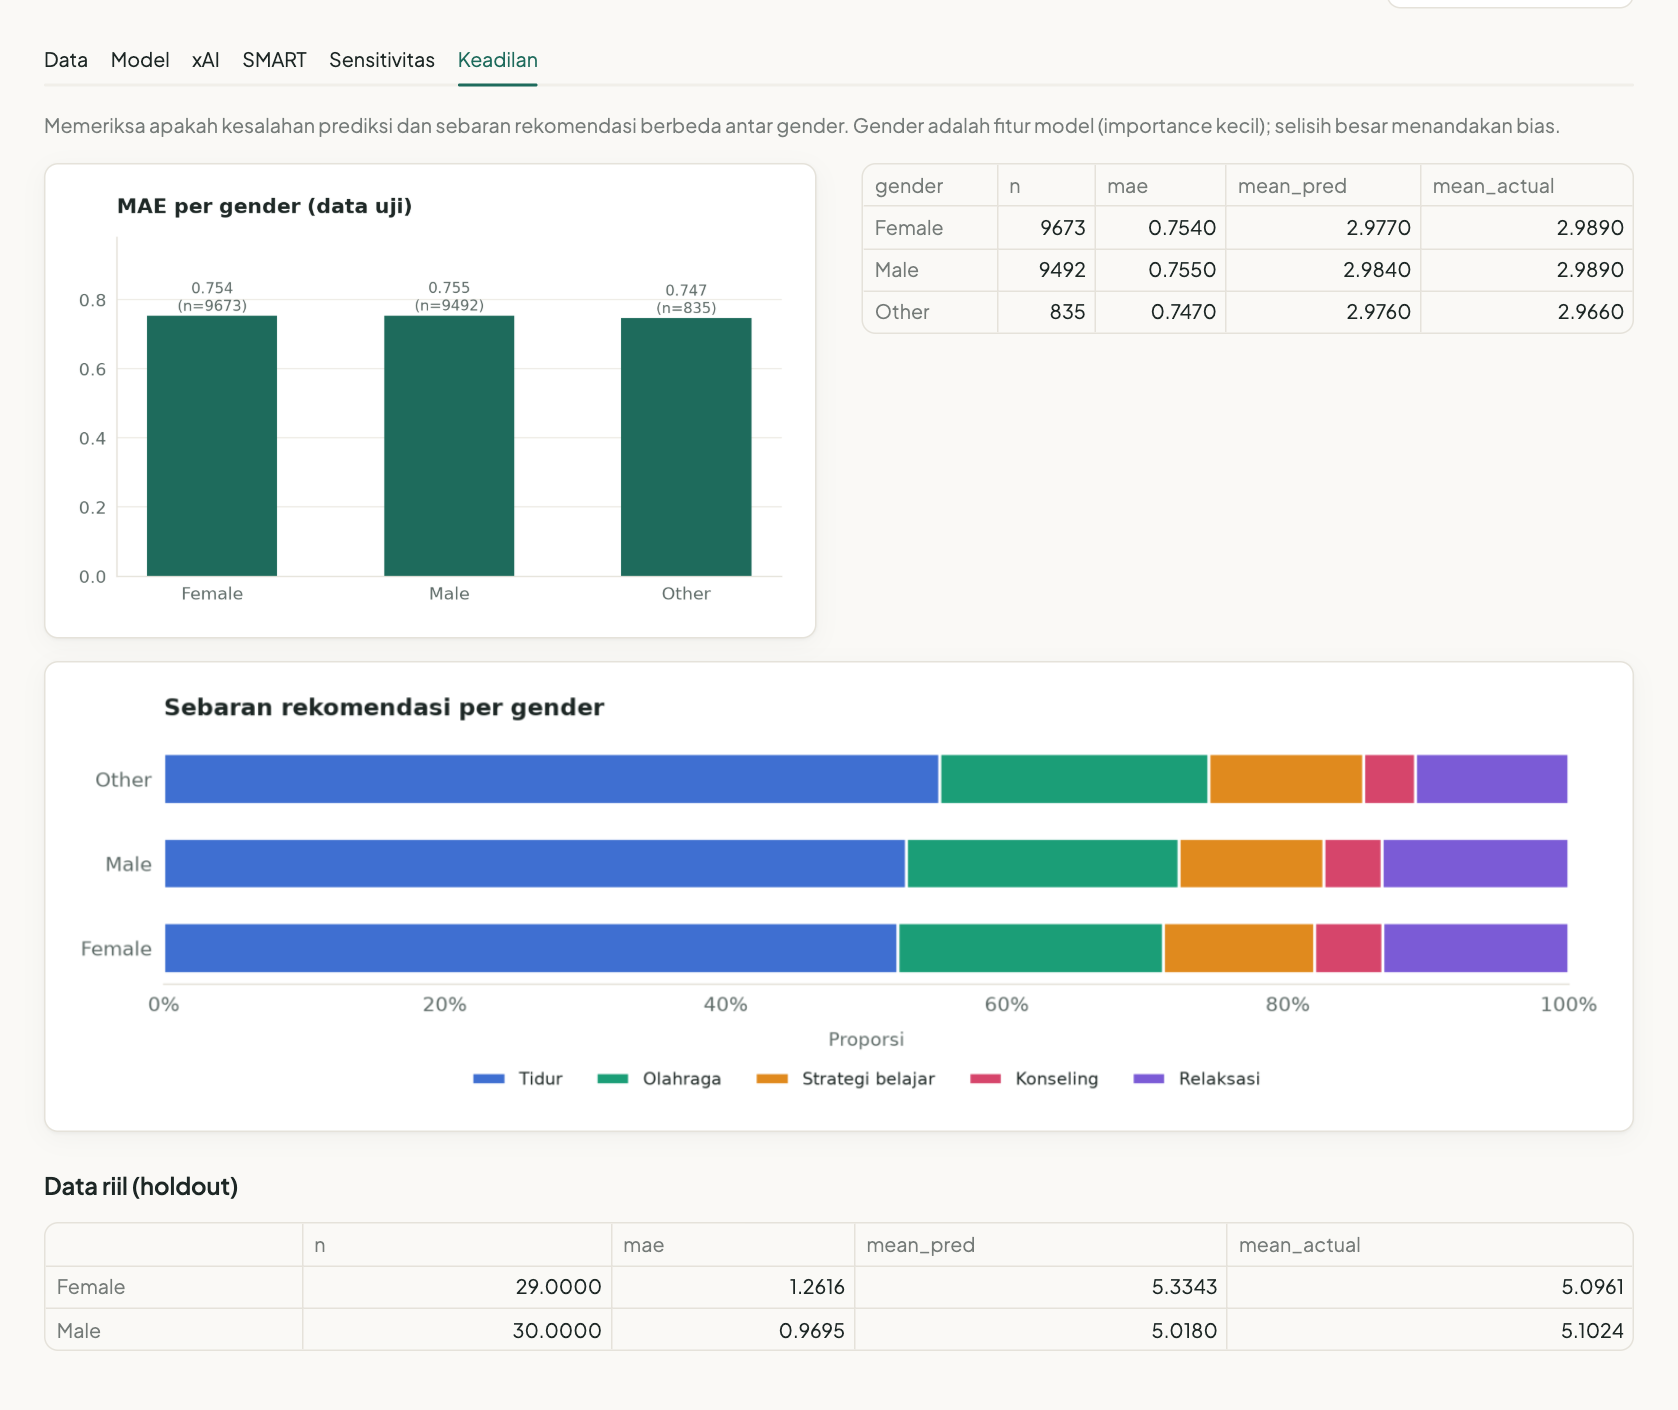 Data Model xAI SMART Sensitivitas Keadilan
Memeriksa apakah kesalahan prediksi dan sebaran rekomendasi berbeda antar gender. Gender adalah fitur model (importance kecil); selisih besar menandakan bias.
MAE per gender (data uji)
0.754 0.755 0.747
(n=9673) (n=9492) (n=835)
0.8
0.6
0.4
0.2
0.0
Female Male Other
gender n mae mean_pred mean_actual
Female 9673 0.7540 2.9770 2.9890
Male 9492 0.7550 2.9840 2.9890
Other 835 0.7470 2.9760 2.9660
Sebaran rekomendasi per gender
Other
Male
Female
0% 20% 40% 60% 80% 100%
Proporsi
Tidur Olahraga Strategi belajar Konseling Relaksasi
Data riil (holdout)
n mae mean_pred mean_actual
Female 29.0000 1.2616 5.3343 5.0961
Male 30.0000 0.9695 5.0180 5.1024